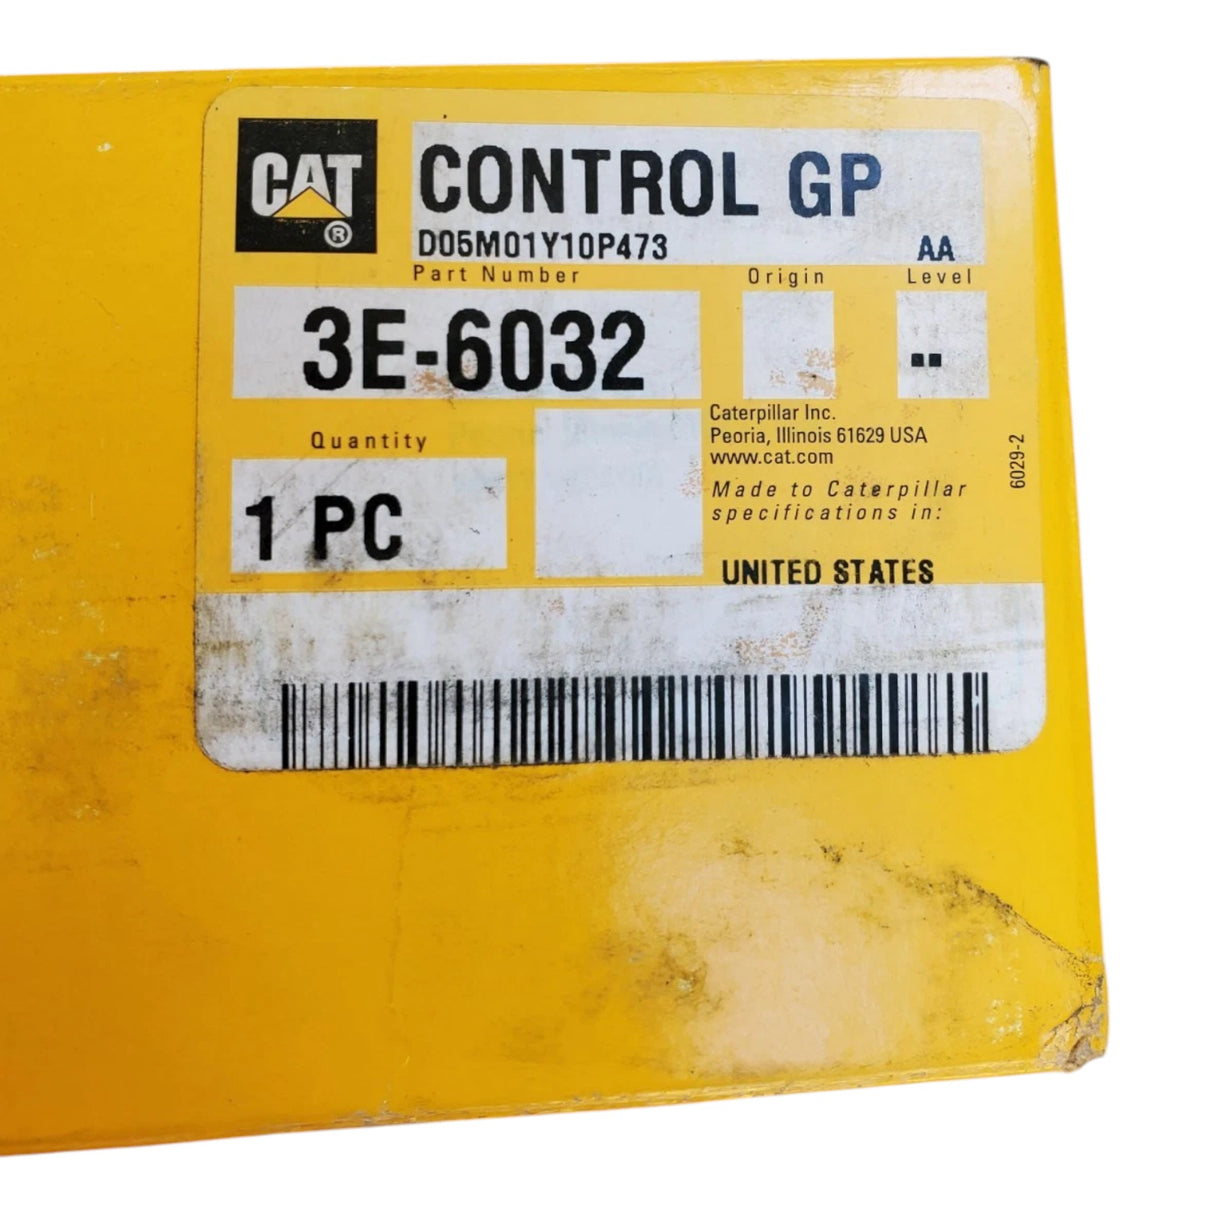 CAT
®
CONTROL GP
D05M01Y10P473 AA
Part Number Origin Level
3E-6032 --
Quantity
1 PC
Caterpillar Inc.
Peoria, Illinois 61629 USA
www.cat.com
Made to Caterpillar
specifications in:
UNITED STATES
6029-2